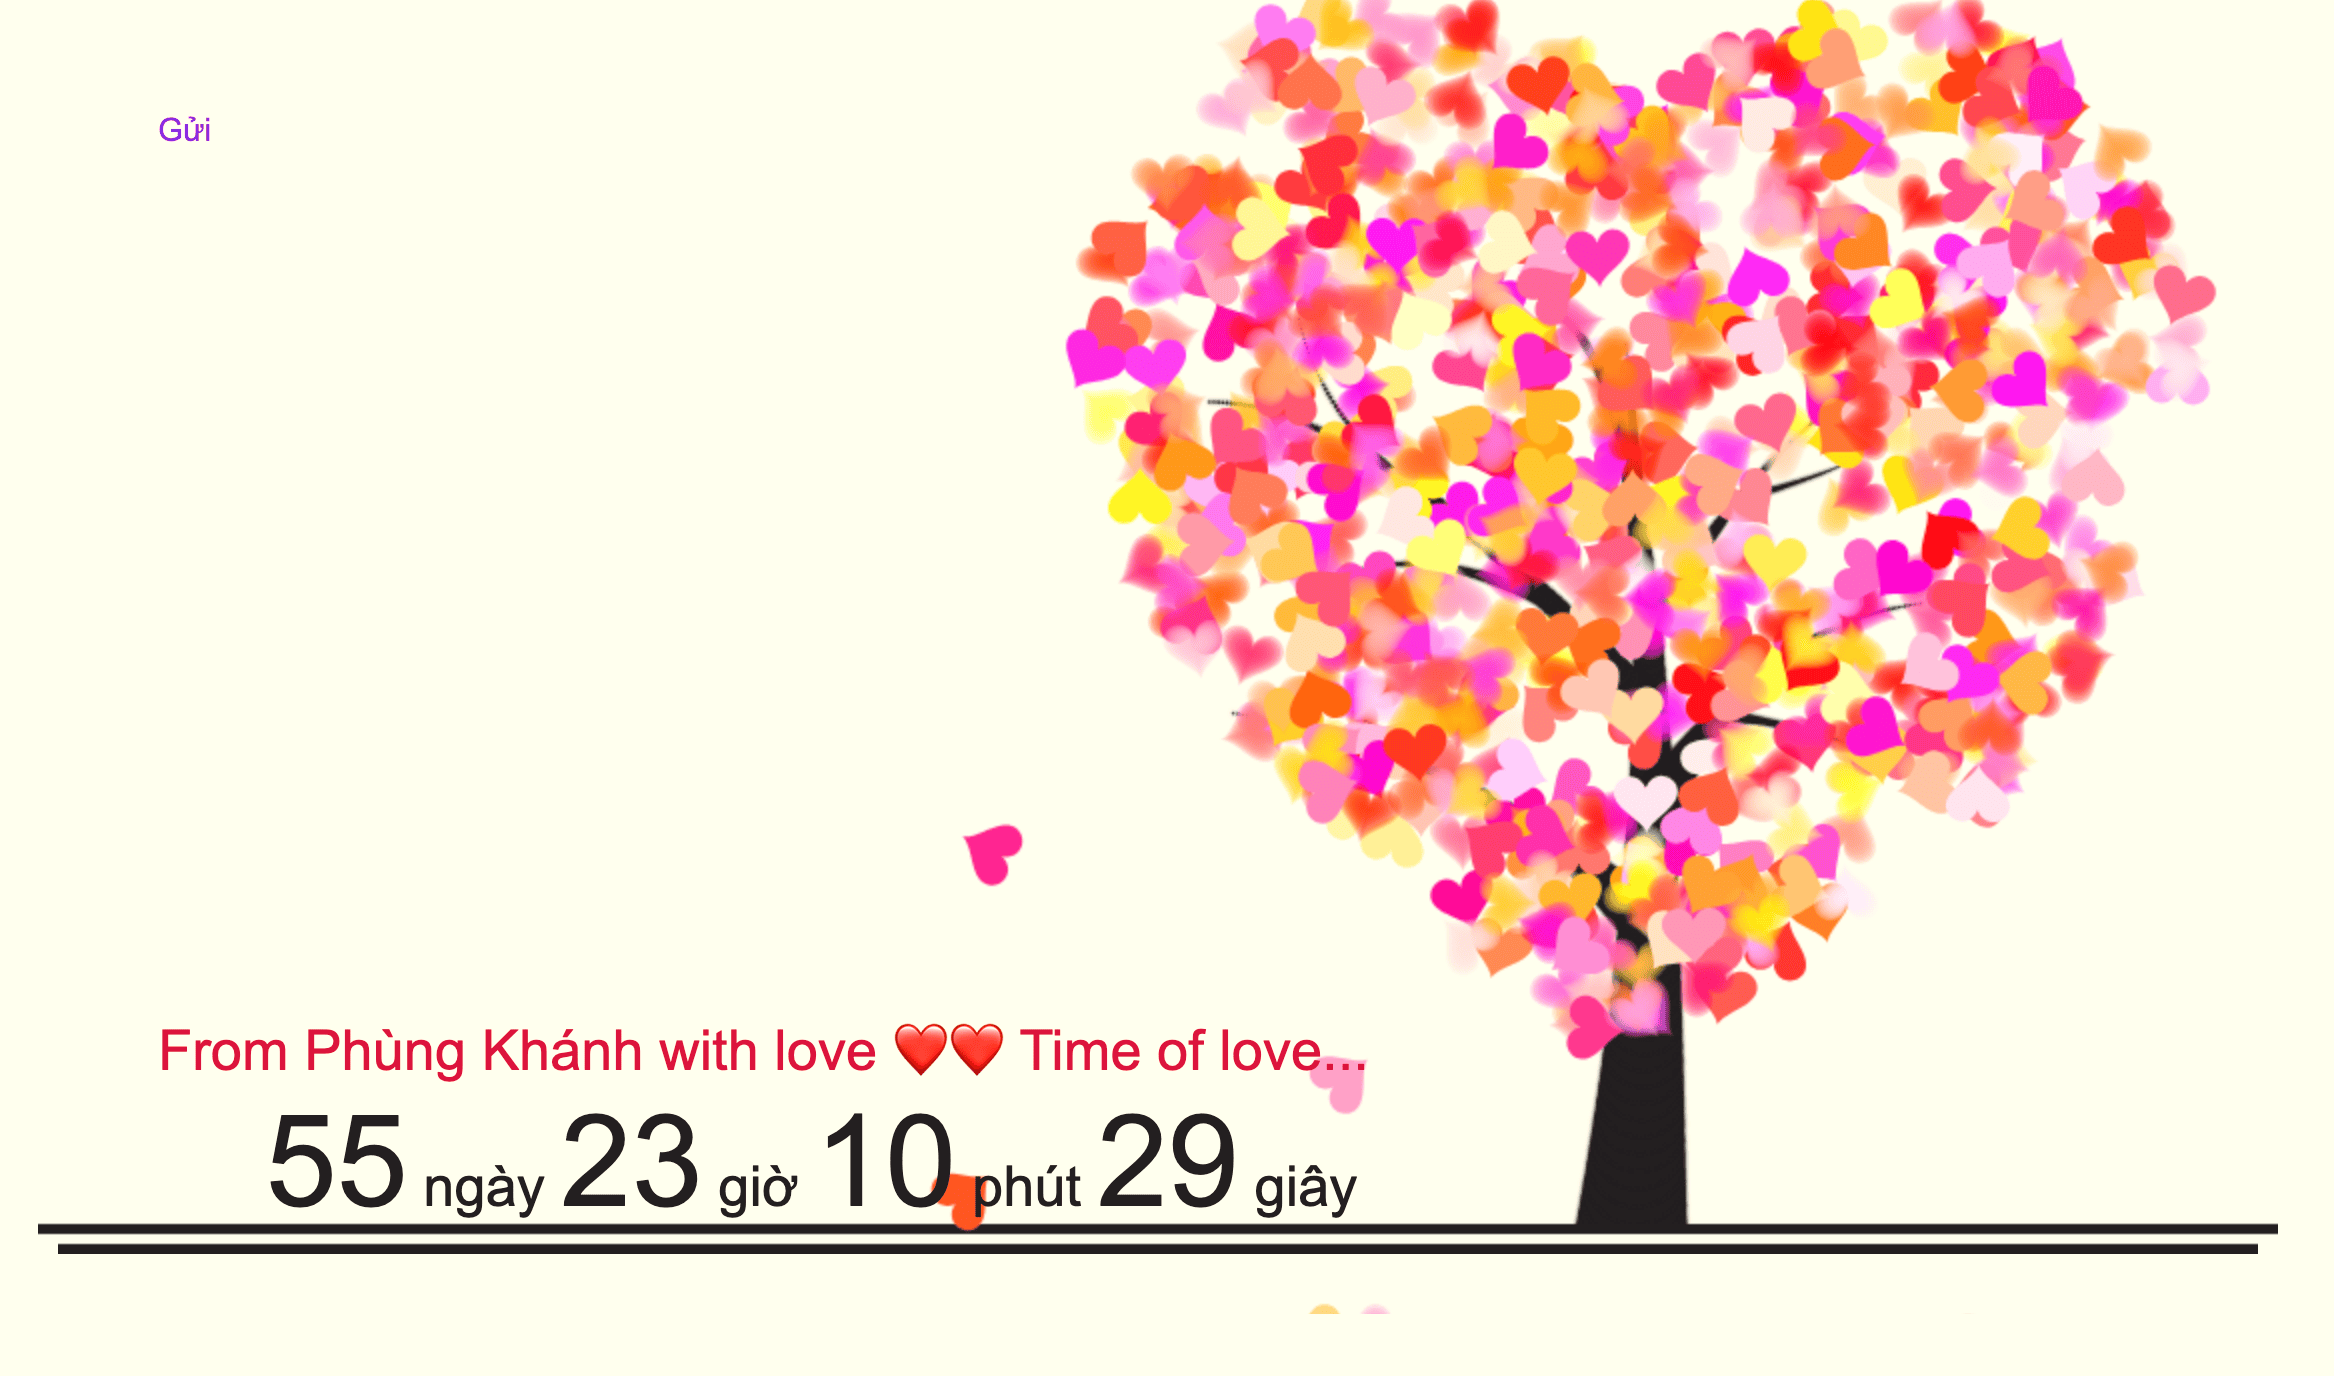 Gửi
From Phùng Khánh with love ❤️❤️ Time of love...
55 ngày 23 giờ 10 phút 29 giây